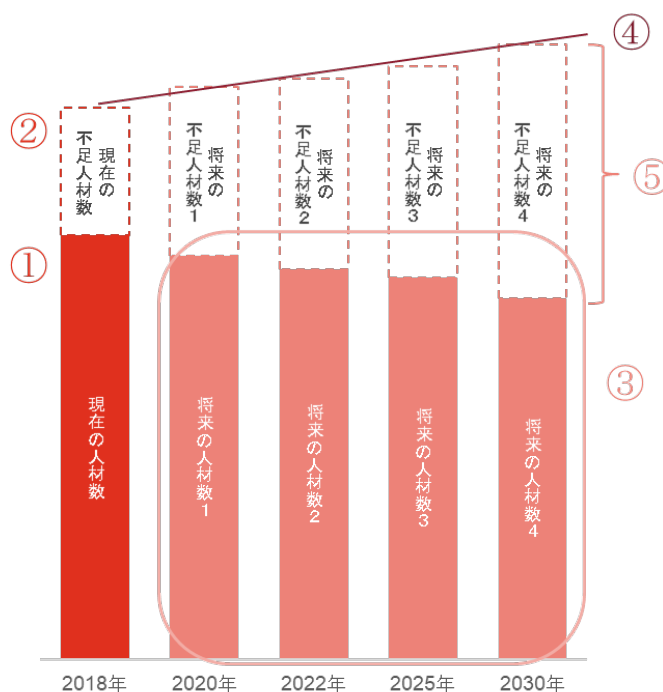 ④
②
現在の
不足人材数
将来の
不足人材数1
将来の
不足人材数2
将来の
不足人材数3
将来の
不足人材数4
⑤
①
③
現在の人材数
将来の人材数1
将来の人材数2
将来の人材数3
将来の人材数4
2018年
2020年
2022年
2025年
2030年